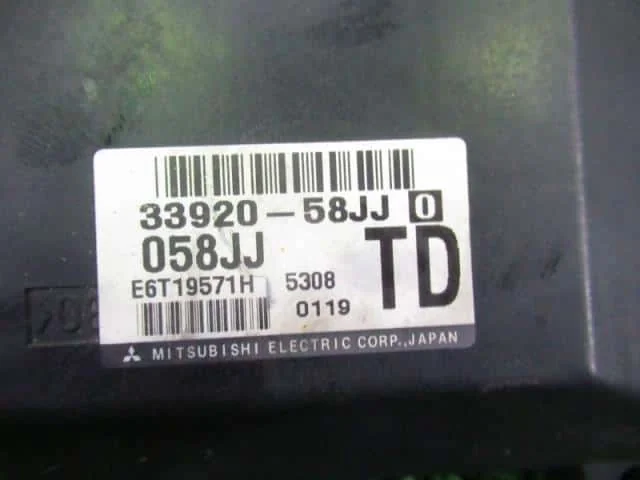 33920-58JJ 0
058JJ TD
E6T19571H 5308
0119
MITSUBISHI ELECTRIC CORP., JAPAN